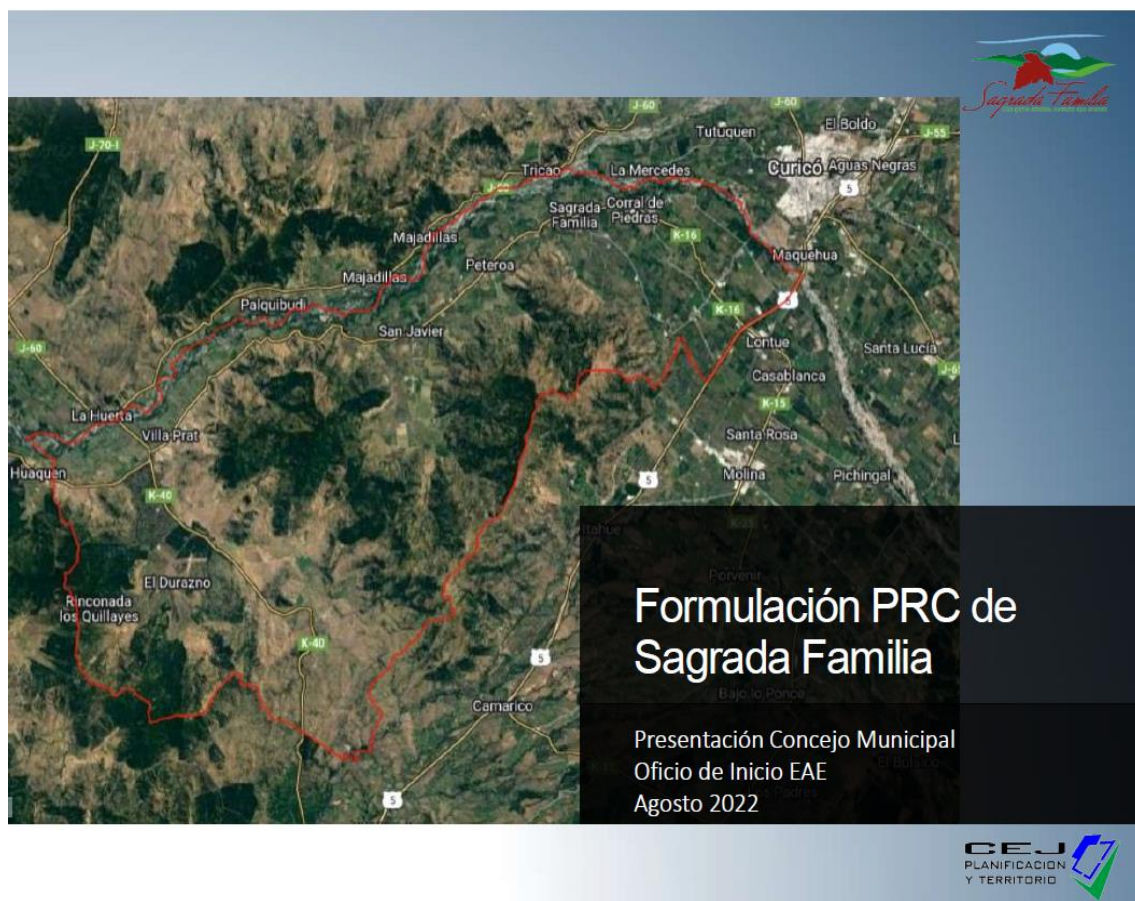 Sagrada Familia
J-60
J-60
El Boldo
Tutuquen
J-55
J-70-I
Curicó
Aguas Negras
Tricao
La Mercedes
5
Sagrada
Familia
Corral de
Piedras
K-16
Majadillas
Maquehua
Peteroa
Majadillas
5
Palquibudi
K-16
San Javier
Lontue
Santa Lucía
J-60
Casablanca
La Huerta
K-15
Villa Prat
Santa Rosa
Huaquen
Molina
Pichingal
5
K-40
El Durazno
Porvenir
Rinconada
los Quillayes
K-40
5
Camarico
5
Formulación PRC de
Sagrada Familia
Presentación Concejo Municipal
Oficio de Inicio EAE
Agosto 2022
CEJ
PLANIFICACION
Y TERRITORIO